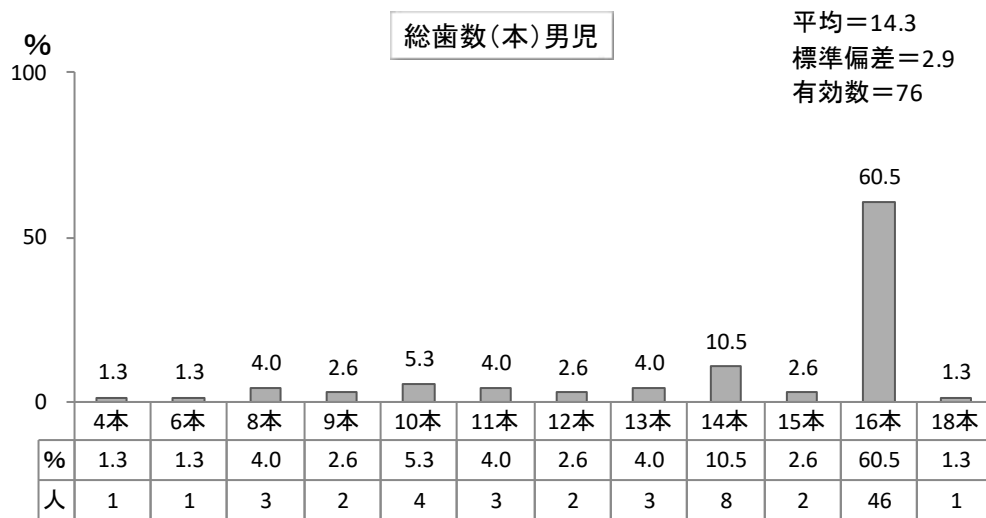 総歯数(本)男児
平均=14.3
標準偏差=2.9
有効数=76
%
100
50
0
1.3 1.3 4.0 2.6 5.3 4.0 2.6 4.0 10.5 2.6 60.5 1.3
4本 6本 8本 9本 10本 11本 12本 13本 14本 15本 16本 18本
% 1.3 1.3 4.0 2.6 5.3 4.0 2.6 4.0 10.5 2.6 60.5 1.3
人 1 1 3 2 4 3 2 3 8 2 46 1